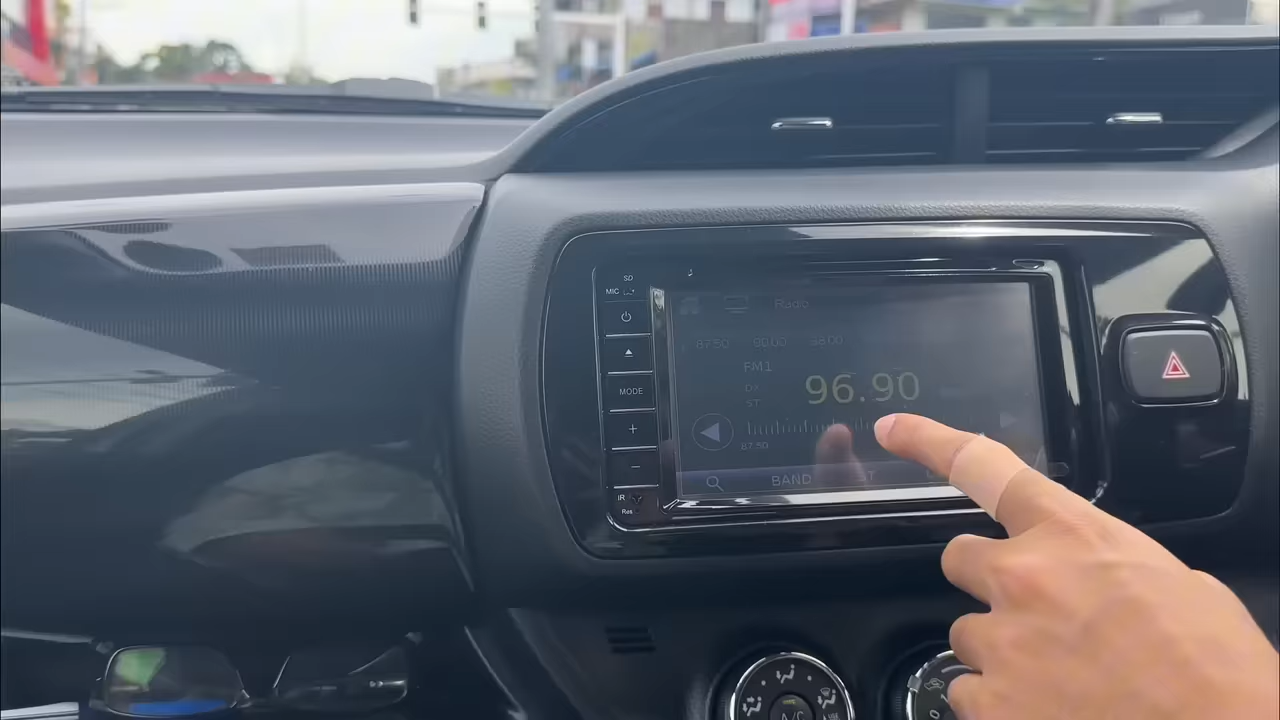 SD
MIC
Radio
87.50 90.00 98.00
FM1
MODE
ST
96.90
87.50
BAND
IR
Res
A/C